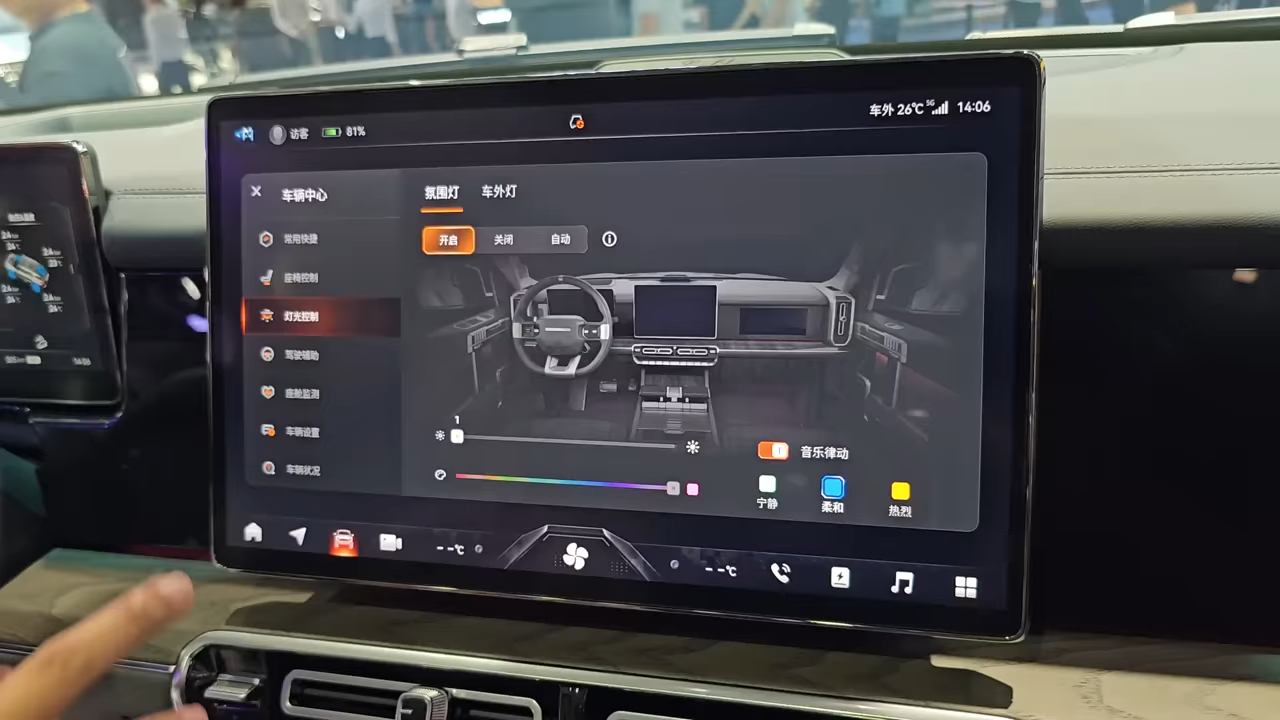 访客 81%
车外 26℃ 5G 14:06
车辆中心
氛围灯 车外灯
常用快捷
开启 关闭 自动
座椅控制
灯光控制
驾驶辅助
座舱监测
车辆设置
车辆状况
1
音乐律动
宁静 柔和 热烈
--℃ --℃